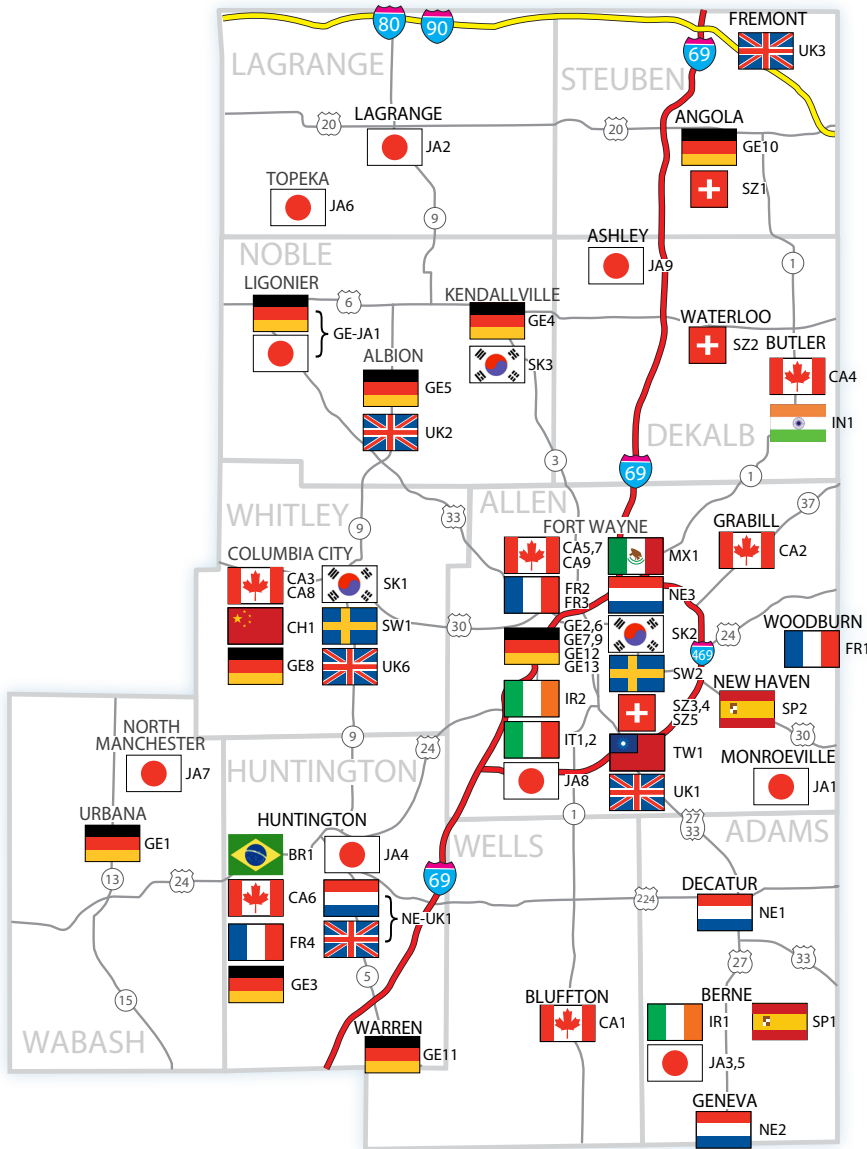 80
90
FREMONT
UK3
69
LAGRANGE
STEUBEN
20
LAGRANGE
JA2
20
ANGOLA
GE10
SZ1
TOPEKA
JA6
9
NOBLE
ASHLEY
JA9
1
LIGONIER
6
GE-JA1
KENDALLVILLE
GE4
SK3
WATERLOO
SZ2
BUTLER
CA4
IN1
ALBION
GE5
UK2
DEKALB
3
69
1
WHITLEY
9
33
ALLEN
37
FORT WAYNE
GRABILL
CA2
COLUMBIA CITY
CA3
CA8
SK1
CH1
SW1
GE8
UK6
30
CA5,7
CA9
MX1
FR2
FR3
NE3
GE2,6
GE7,9
GE12
GE13
SK2
SW2
24
469
WOODBURN
FR1
IR2
SZ3,4
SZ5
NEW HAVEN
SP2
30
IT1,2
TW1
JA8
UK1
MONROEVILLE
JA1
9
24
NORTH
MANCHESTER
JA7
HUNTINGTON
URBANA
GE1
13
24
HUNTINGTON
BR1
JA4
CA6
NE-UK1
FR4
GE3
5
69
1
WELLS
27
33
ADAMS
224
DECATUR
NE1
27
33
15
WABASH
WARREN
GE11
BLUFFTON
CA1
BERNE
IR1
SP1
JA3,5
GENEVA
NE2